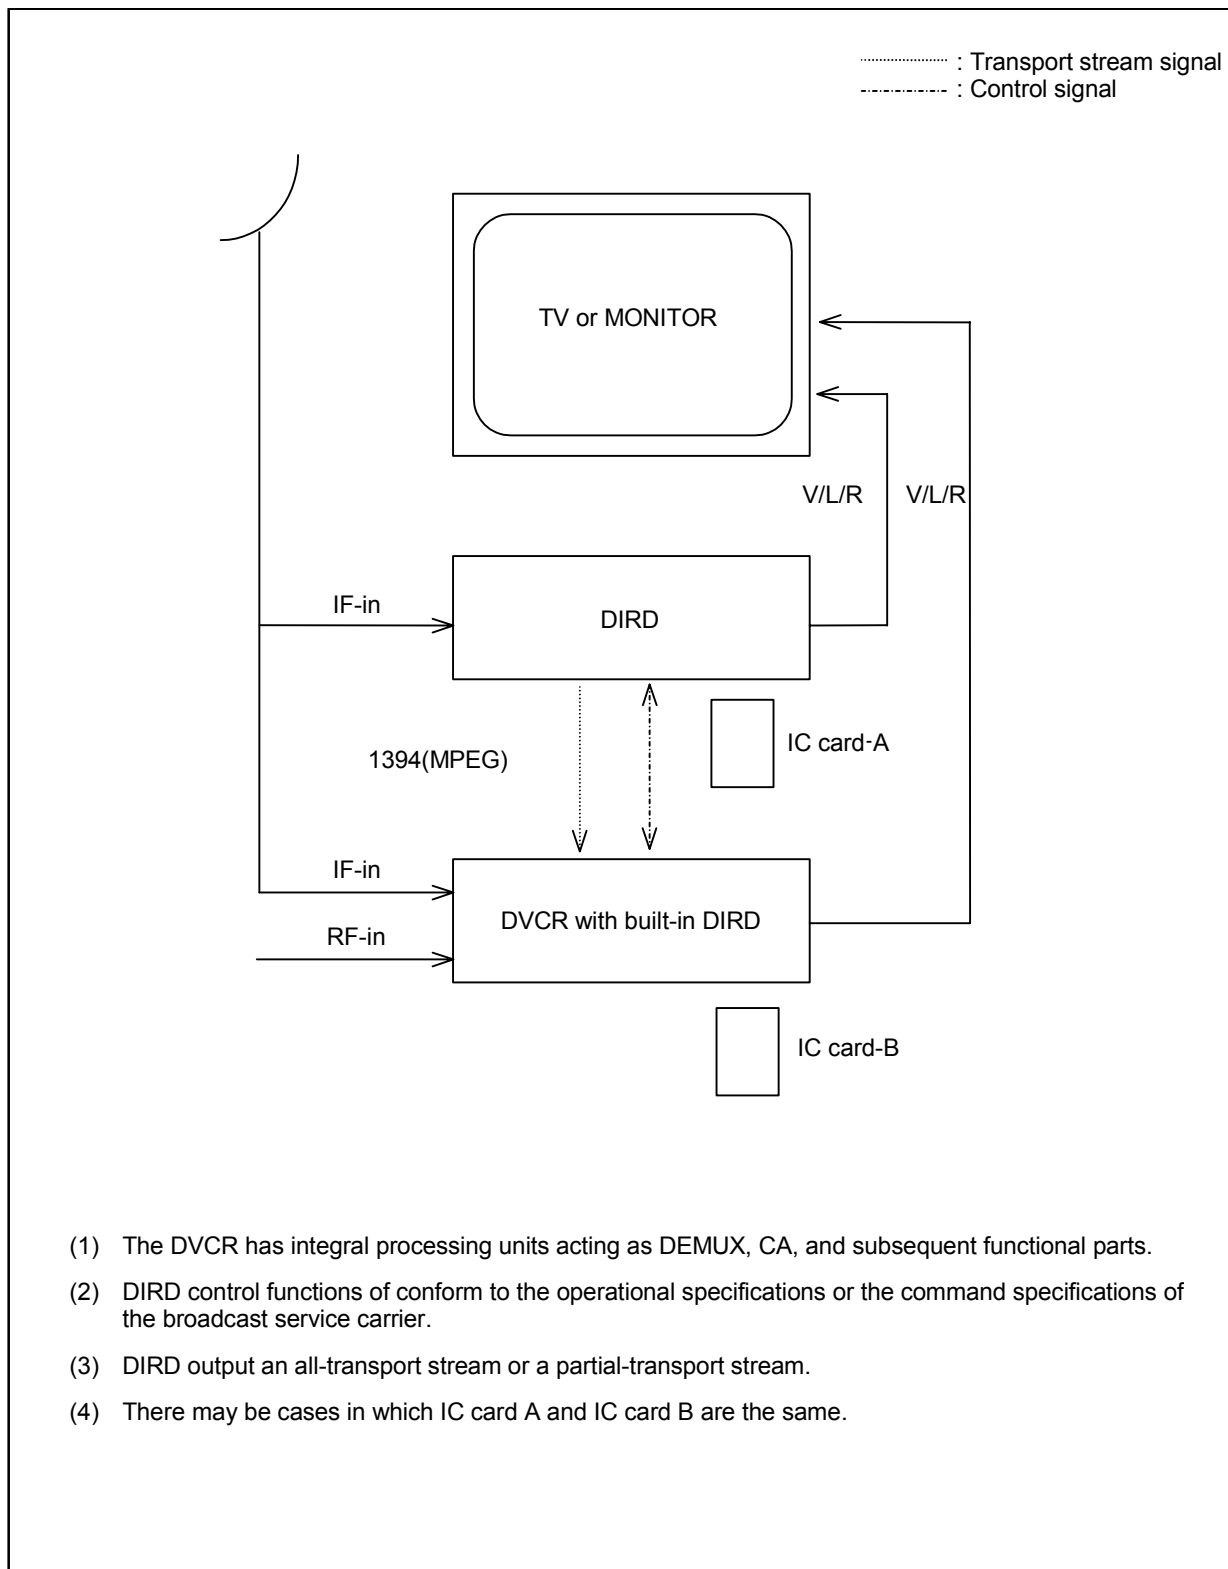 : Transport stream signal
: Control signal
TV or MONITOR
V/L/R
V/L/R
IF-in
DIRD
IC card-A
1394(MPEG)
IF-in
DVCR with built-in DIRD
RF-in
IC card-B
(1) The DVCR has integral processing units acting as DEMUX, CA, and subsequent functional parts.
(2) DIRD control functions of conform to the operational specifications or the command specifications of
the broadcast service carrier.
(3) DIRD output an all-transport stream or a partial-transport stream.
(4) There may be cases in which IC card A and IC card B are the same.